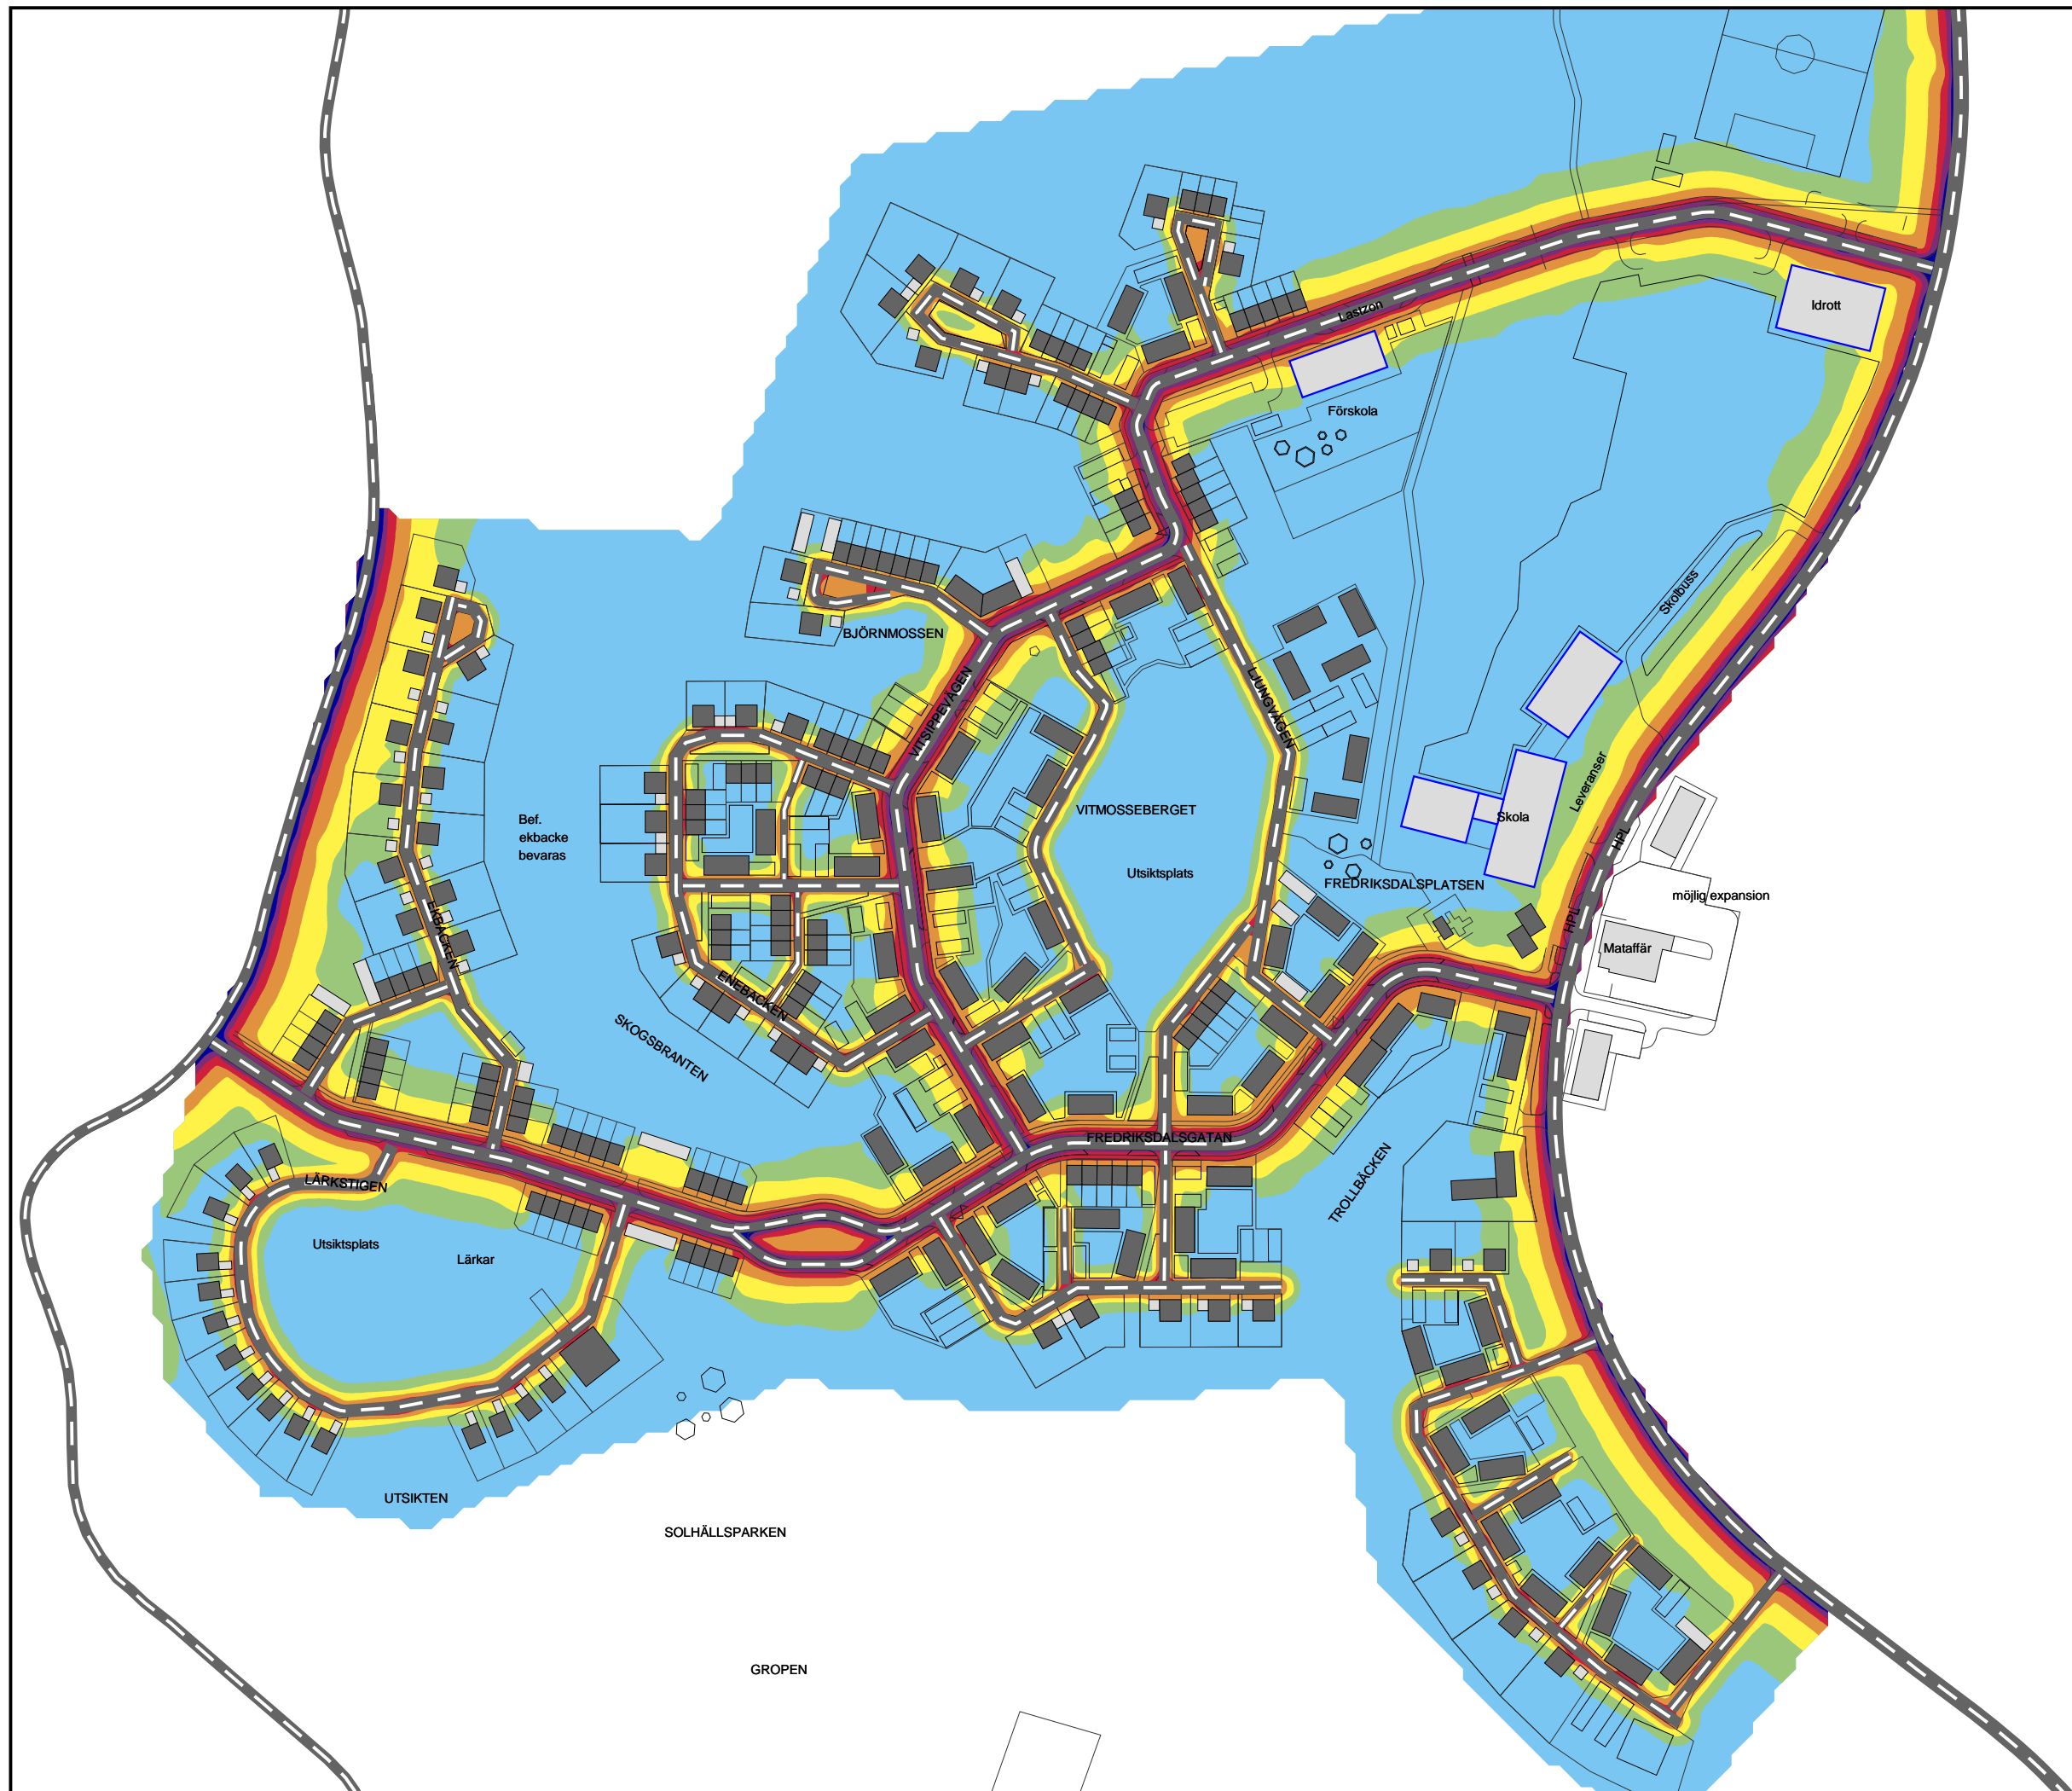 Idrott
Lastzon
Förskola
Skolbuss
BJÖRNMOSSEN
VITSIPPEVÄGEN
LJUNGVÄGEN
Leveranser
VITMOSSEBERGET
Skola
Bef.
ekbacke
bevaras
HPL
Utsiktsplats
FREDRIKSDALSPLATSEN
möjlig expansion
HPL
EKBACKEN
Mataffär
ENEBACKEN
SKOGSBRANTEN
FREDRIKSDALSGATAN
TROLLBÄCKEN
LÄRKSTIGEN
Utsiktsplats
Lärkar
UTSIKTEN
SOLHÄLLSPARKEN
GROPEN